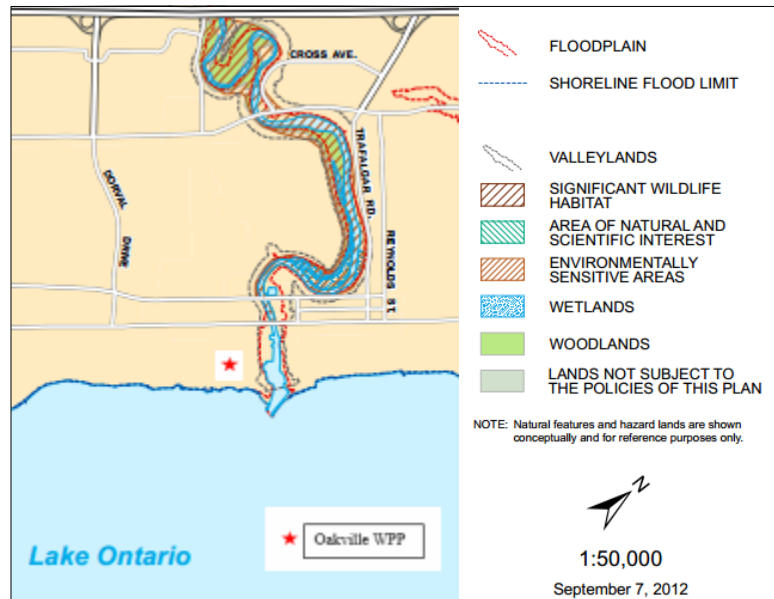 CROSS AVE.
TRAFALGAR RD.
DORVAL
DRIVE
REYNOLDS ST.
Oakville WPP
Lake Ontario
FLOODPLAIN
SHORELINE FLOOD LIMIT
VALLEYLANDS
SIGNIFICANT WILDLIFE
HABITAT
AREA OF NATURAL AND
SCIENTIFIC INTEREST
ENVIRONMENTALLY
SENSITIVE AREAS
WETLANDS
WOODLANDS
LANDS NOT SUBJECT TO
THE POLICIES OF THIS PLAN
NOTE: Natural features and hazard lands are shown
conceptually and for reference purposes only.
N
1:50,000
September 7, 2012